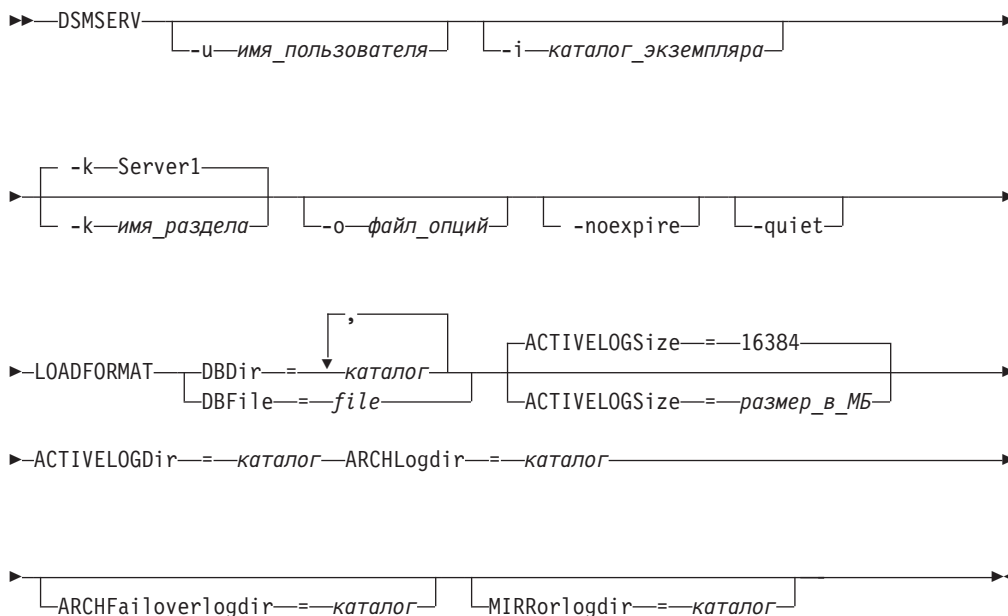 DSMSERV
-u имя_пользователя -i каталог_экземпляра
-k Server1
-k имя_раздела -o файл_опций -noexpire -quiet
,
ACTIVELOGSize = 16384
LOADFORMAT DBDir = каталог
DBFile = file ACTIVELOGSize = размер_в_МБ
ACTIVELOGDir = каталог ARCHLogdir = каталог
ARCHFailoverlogdir = каталог MIRRorlogdir = каталог